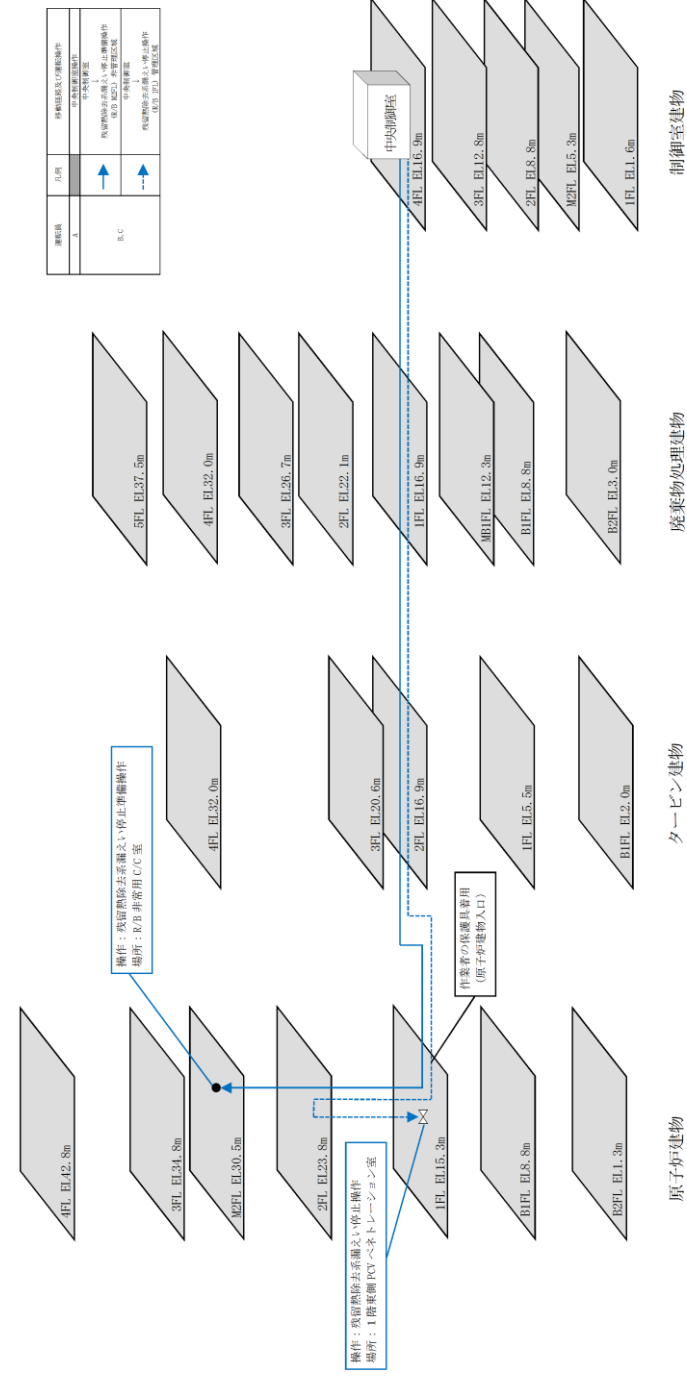 運転員 凡例 移動経路及び運転操作
A 中央制御室操作
B, C
中央制御室
↓
残留熱除去系漏えい停止準備操作
(R/B M2FL) 非管理区域
中央制御室
↓
残留熱除去系漏えい停止操作
(R/B 1FL) 管理区域
4FL EL42.8m
3FL EL34.8m
M2FL EL30.5m
2FL EL23.8m
1FL EL15.3m
B1FL EL8.8m
B2FL EL1.3m
原子炉建物
操作：残留熱除去系漏えい停止準備操作
場所：R/B 非常用 C/C 室
操作：残留熱除去系漏えい停止操作
場所：1階東側 PCV ペネトレーション室
作業者の保護具着用
（原子炉建物入口）
4FL EL32.0m
3FL EL20.6m
2FL EL16.9m
1FL EL5.5m
B1FL EL2.0m
タービン建物
5FL EL37.5m
4FL EL32.0m
3FL EL26.7m
2FL EL22.1m
1FL EL16.9m
MB1FL EL12.3m
B1FL EL8.8m
B2FL EL3.0m
廃棄物処理建物
中央制御室
4FL EL16.9m
3FL EL12.8m
2FL EL8.8m
M2FL EL5.3m
1FL EL1.6m
制御室建物